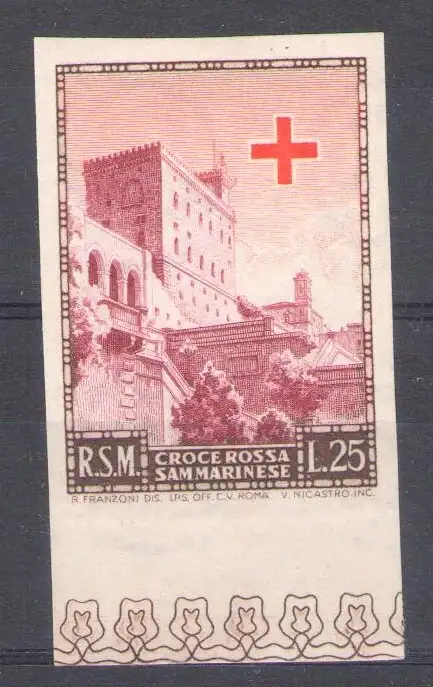 R.S.M. CROCE ROSSA L.25
SAMMARINESE
R. FRANZONI DIS. I.P.S. OFF. C.V. ROMA V. NICASTRO. INC.